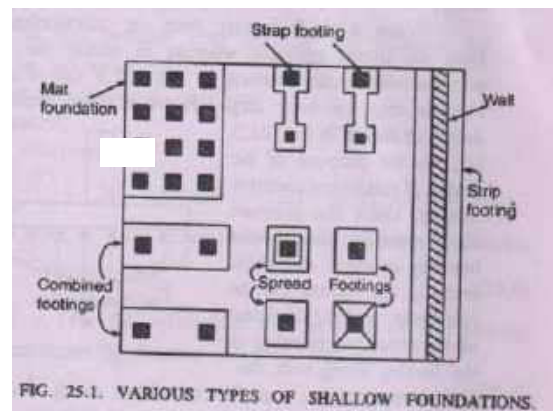 Strap footing
Mat
foundation
Wall
Strip
footing
Combined
footings
Spread
Footings
FIG. 25.1. VARIOUS TYPES OF SHALLOW FOUNDATIONS.